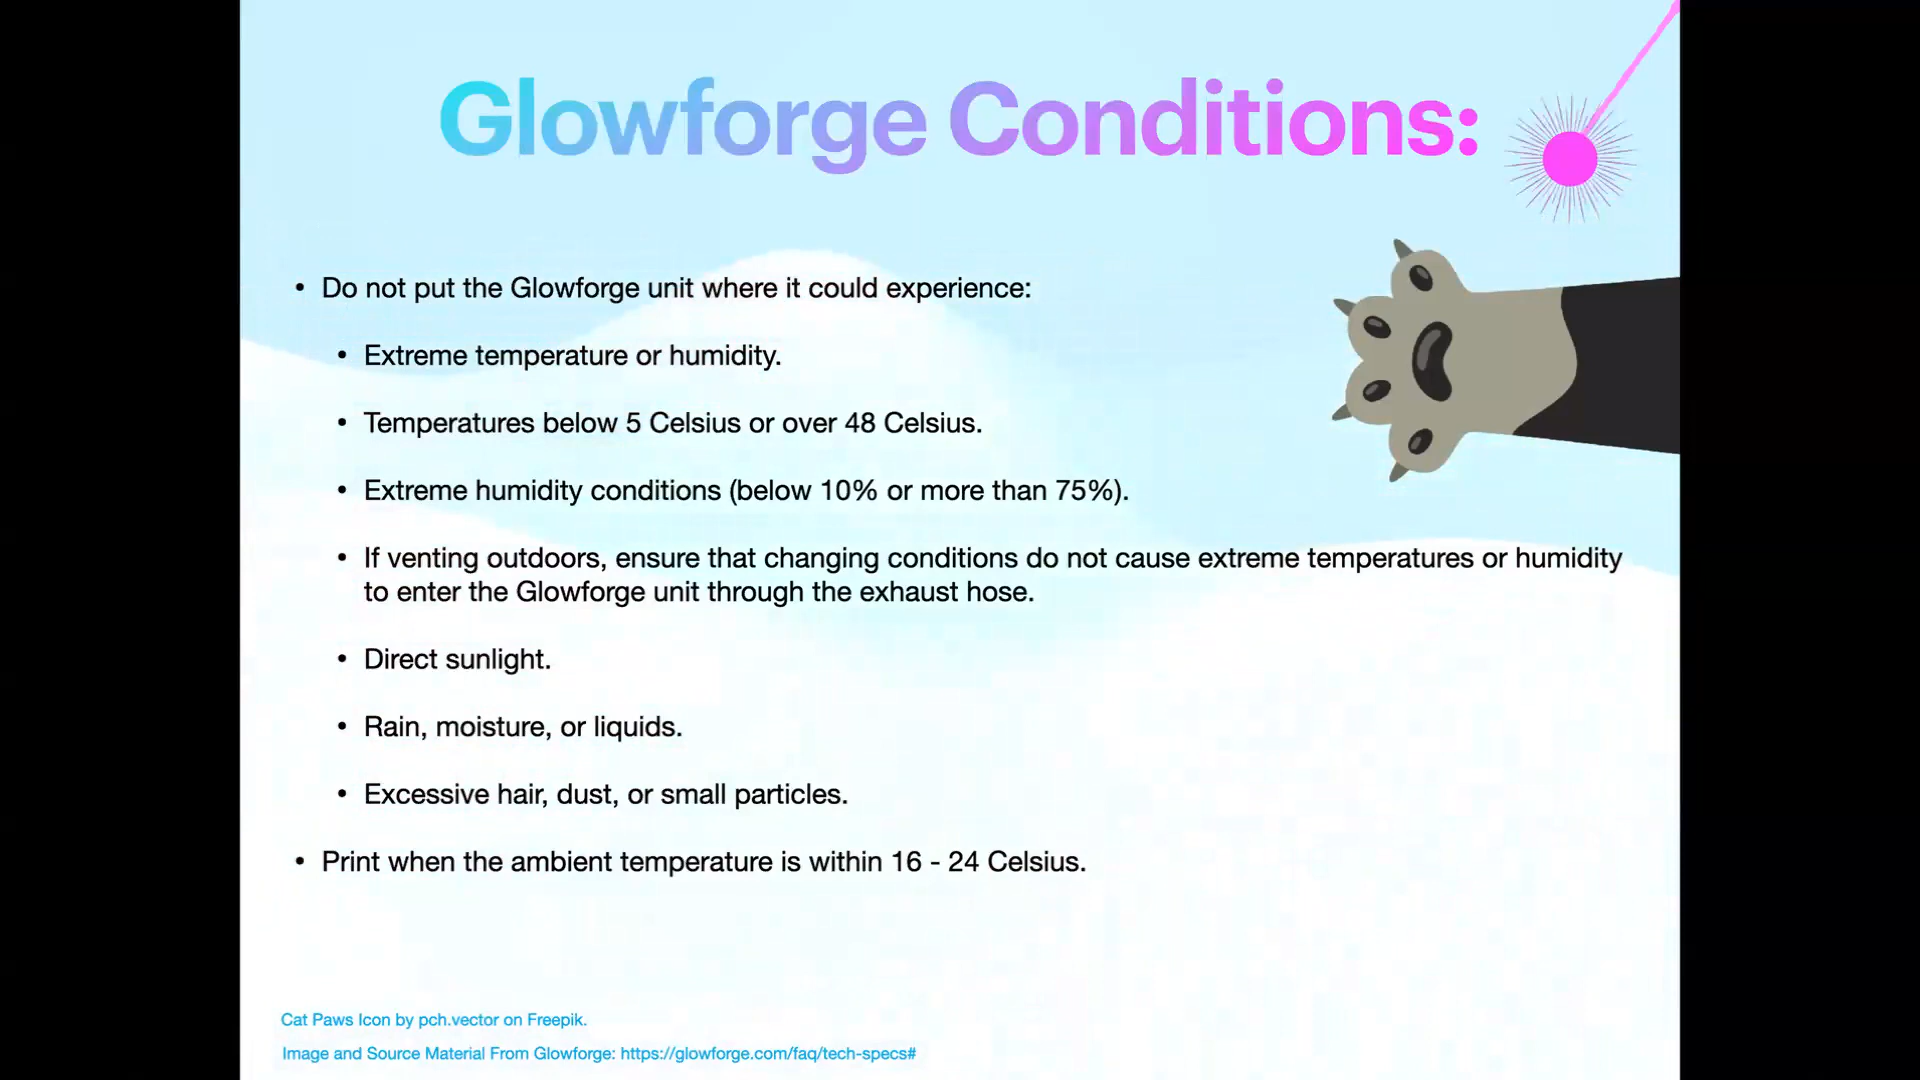 Glowforge Conditions:
• Do not put the Glowforge unit where it could experience:
• Extreme temperature or humidity.
• Temperatures below 5 Celsius or over 48 Celsius.
• Extreme humidity conditions (below 10% or more than 75%).
• If venting outdoors, ensure that changing conditions do not cause extreme temperatures or humidity
to enter the Glowforge unit through the exhaust hose.
• Direct sunlight.
• Rain, moisture, or liquids.
• Excessive hair, dust, or small particles.
• Print when the ambient temperature is within 16 - 24 Celsius.
Cat Paws Icon by pch.vector on Freepik.
Image and Source Material From Glowforge: https://glowforge.com/faq/tech-specs#